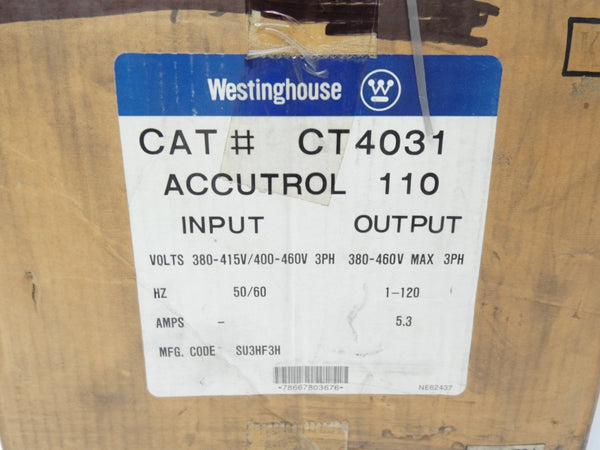 Westinghouse
CAT # CT4031
ACCUTROL 110
INPUT OUTPUT
VOLTS 380-415V/400-460V 3PH 380-460V MAX 3PH
HZ 50/60 1-120
AMPS - 5.3
MFG. CODE SU3HF3H
-78667803676-
NE62437